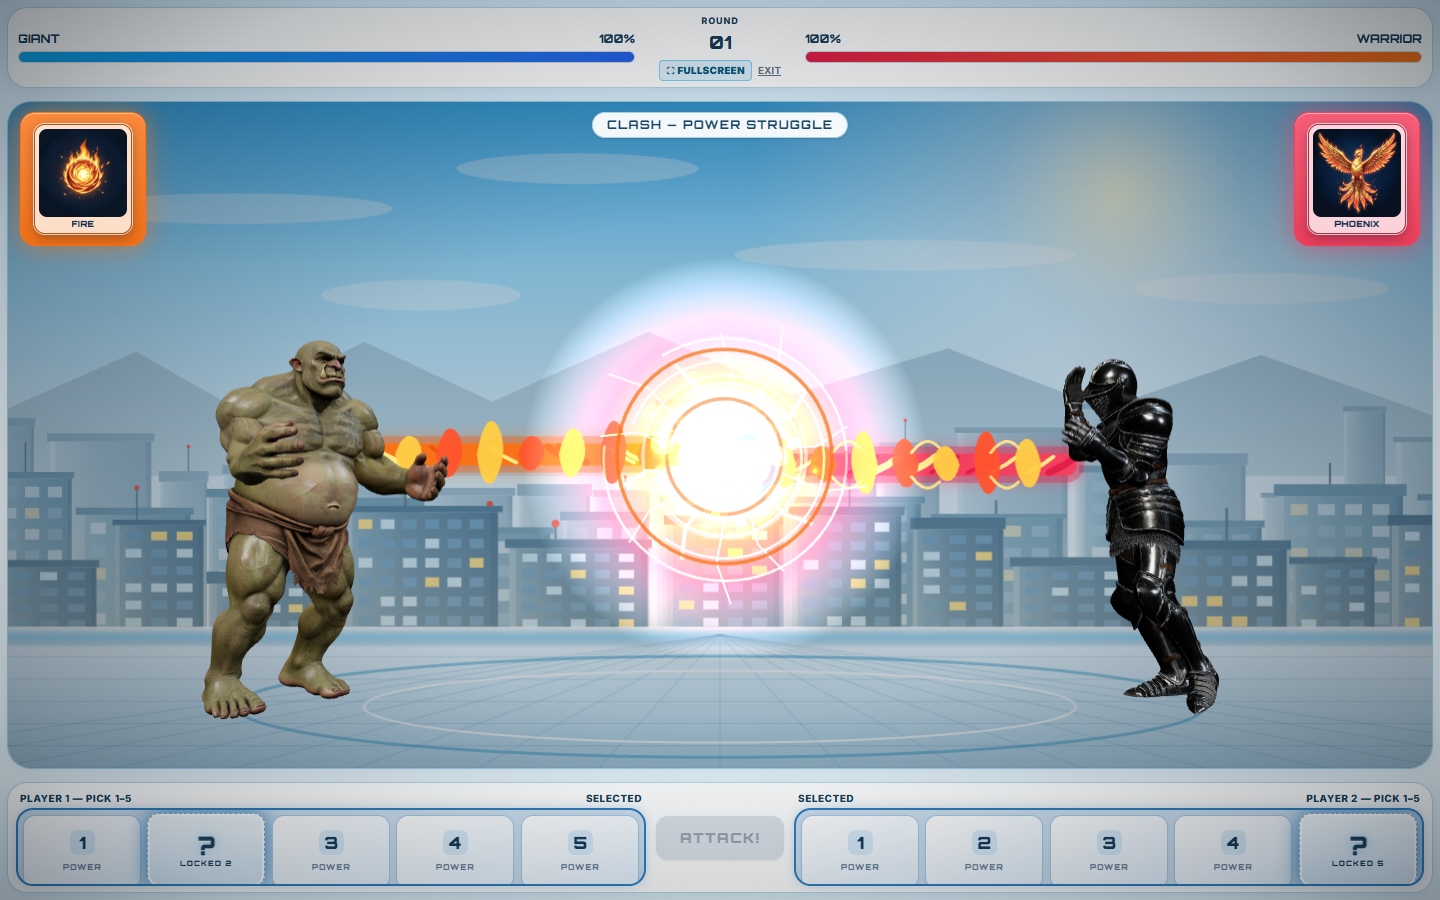 GIANT
100%
ROUND
01
FULLSCREEN
EXIT
100%
WARRIOR
CLASH – POWER STRUGGLE
FIRE
PHOENIX
PLAYER 1 — PICK 1–5
SELECTED
1
POWER
?
LOCKED 2
3
POWER
4
POWER
5
POWER
ATTACK!
SELECTED
PLAYER 2 — PICK 1–5
1
POWER
2
POWER
3
POWER
4
POWER
?
LOCKED 5